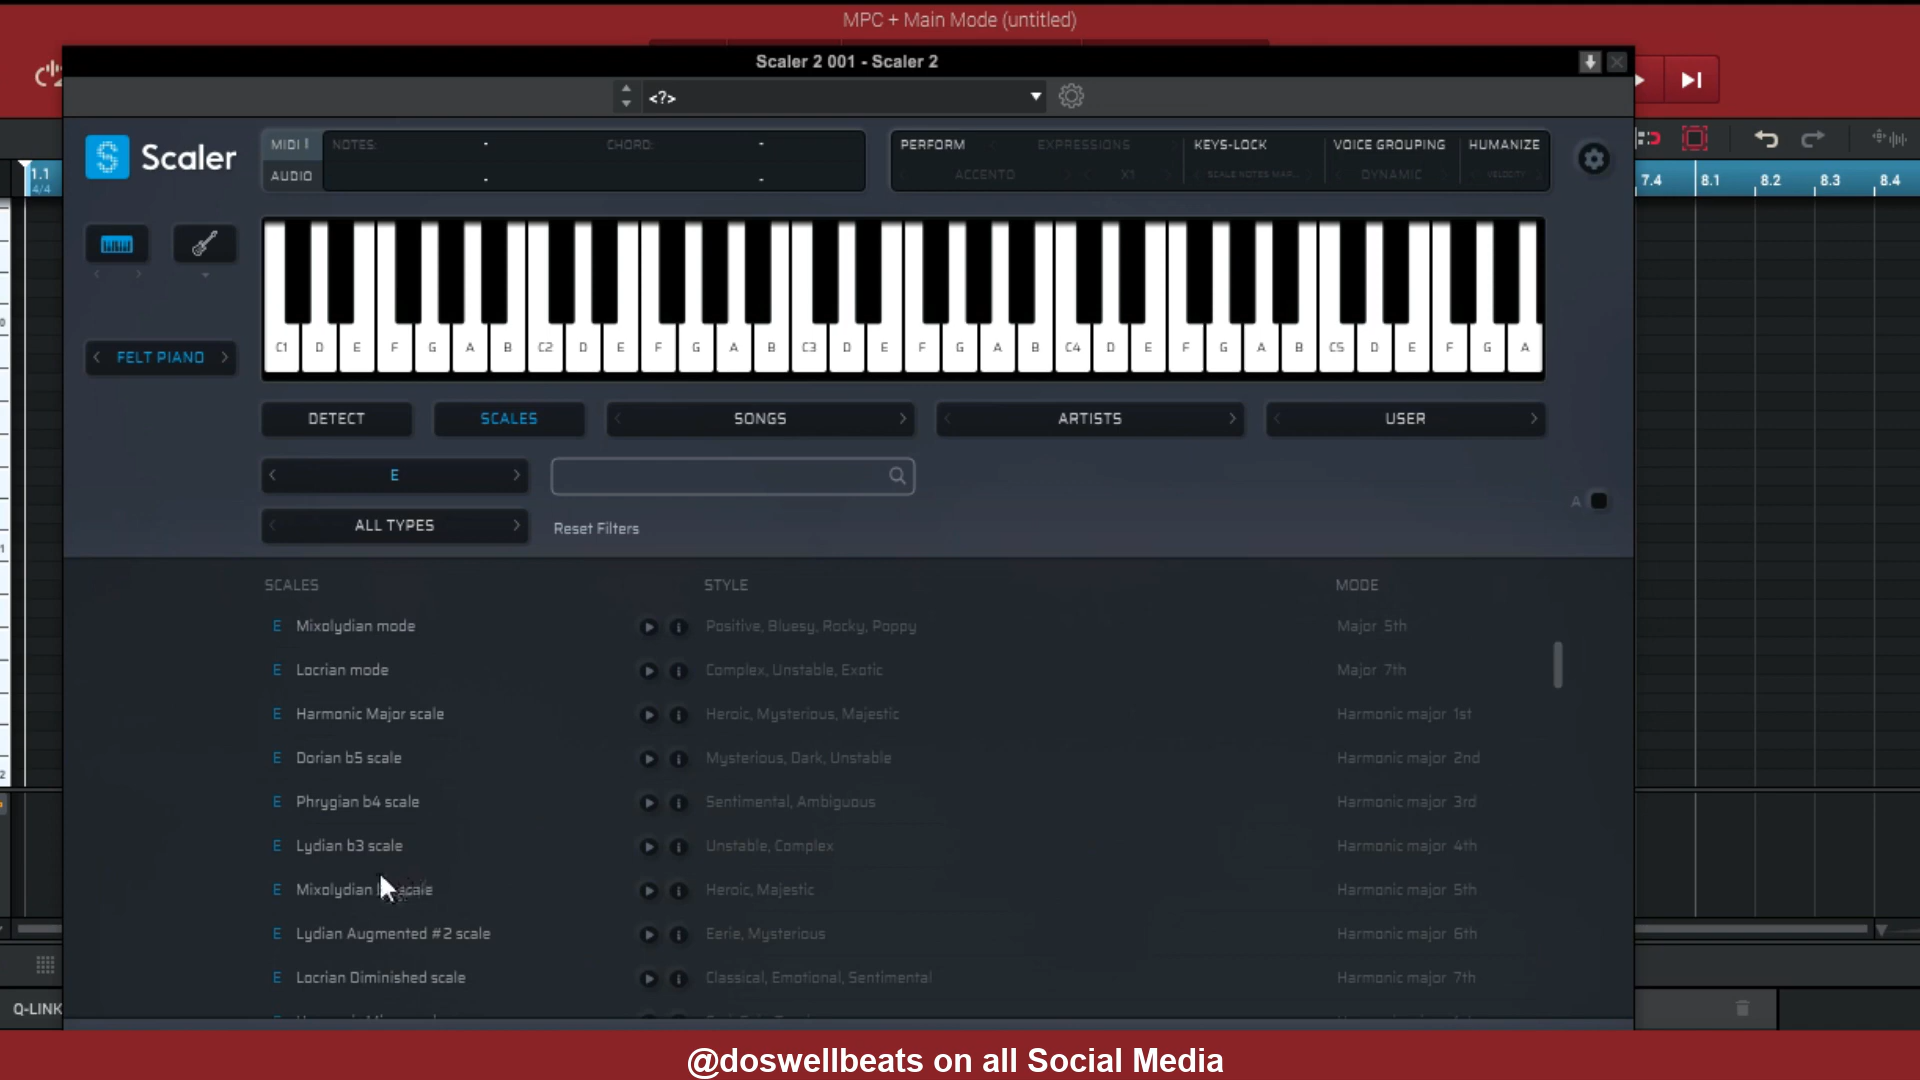 MPC + Main Mode (untitled)
Scaler 2 001 - Scaler 2
<?>
Scaler
MIDI
AUDIO
NOTES:
-
CHORD:
-
-
-
PERFORM
EXPRESSIONS
KEYS-LOCK
VOICE GROUPING
HUMANIZE
ACCENTO
X1
SCALE NOTES MAP...
DYNAMIC
VELOCITY
1.1
4/4
7.4
8.1
8.2
8.3
8.4
C1 D E F G A B C2 D E F G A B C3 D E F G A B C4 D E F G A B C5 D E F G A
FELT PIANO
DETECT
SCALES
SONGS
ARTISTS
USER
E
A
ALL TYPES
Reset Filters
SCALES STYLE MODE
E Mixolydian mode Positive, Bluesy, Rocky, Poppy Major 5th
E Locrian mode Complex, Unstable, Exotic Major 7th
E Harmonic Major scale Heroic, Mysterious, Majestic Harmonic major 1st
E Dorian b5 scale Mysterious, Dark, Unstable Harmonic major 2nd
E Phrygian b4 scale Sentimental, Ambiguous Harmonic major 3rd
E Lydian b3 scale Unstable, Complex Harmonic major 4th
E Mixolydian scale Heroic, Majestic Harmonic major 5th
E Lydian Augmented #2 scale Eerie, Mysterious Harmonic major 6th
E Locrian Diminished scale Classical, Emotional, Sentimental Harmonic major 7th
Q-LINK
@doswellbeats on all Social Media